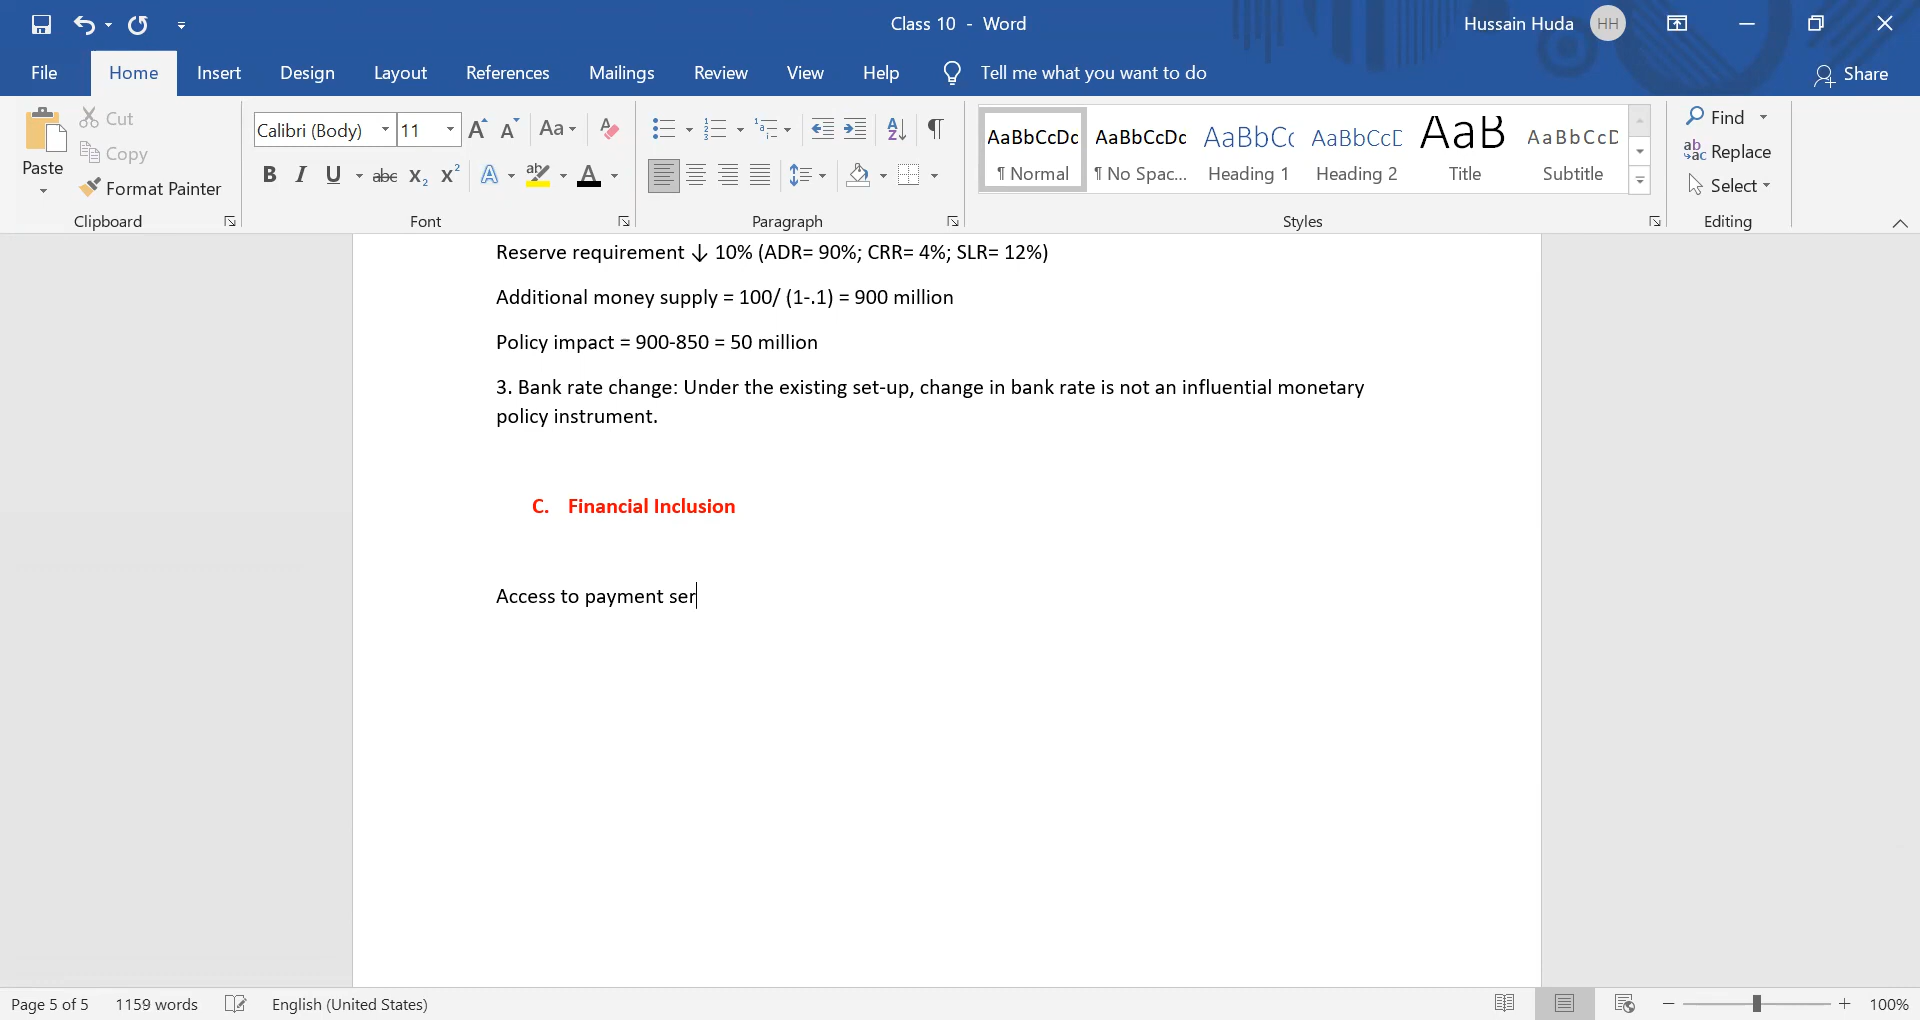 Class 10 - Word
Hussain Huda HH
File Home Insert Design Layout References Mailings Review View Help Tell me what you want to do Share
Paste
Cut
Copy
Format Painter
Clipboard
Calibri (Body) 11 A A Aa A
B I U abc X2 X2 A ab A
Font
Paragraph
AaBbCcDc AaBbCcDc AaBbCc AaBbCcD AaB AaBbCcD
¶ Normal ¶ No Spac... Heading 1 Heading 2 Title Subtitle
Styles
Find
Replace
Select
Editing
Reserve requirement ↓ 10% (ADR= 90%; CRR= 4%; SLR= 12%)
Additional money supply = 100/ (1-.1) = 900 million
Policy impact = 900-850 = 50 million
3. Bank rate change: Under the existing set-up, change in bank rate is not an influential monetary
policy instrument.
C. Financial Inclusion
Access to payment ser
Page 5 of 5 1159 words English (United States) 100%